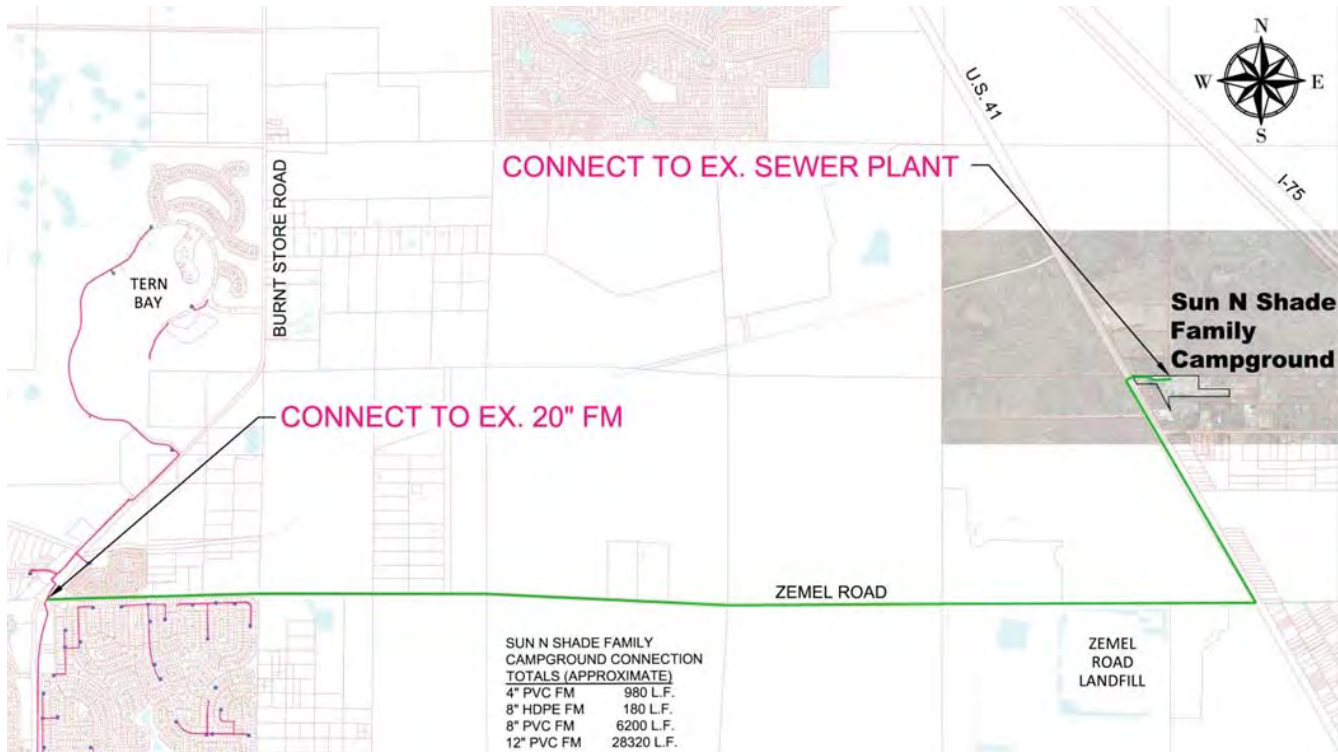 N
W
E
S
U.S. 41
I-75
CONNECT TO EX. SEWER PLANT
BURNT STORE ROAD
TERN
BAY
Sun N Shade
Family
Campground
CONNECT TO EX. 20" FM
ZEMEL ROAD
SUN N SHADE FAMILY
CAMPGROUND CONNECTION
TOTALS (APPROXIMATE)
4" PVC FM 980 L.F.
8" HDPE FM 180 L.F.
8" PVC FM 6200 L.F.
12" PVC FM 28320 L.F.
ZEMEL
ROAD
LANDFILL